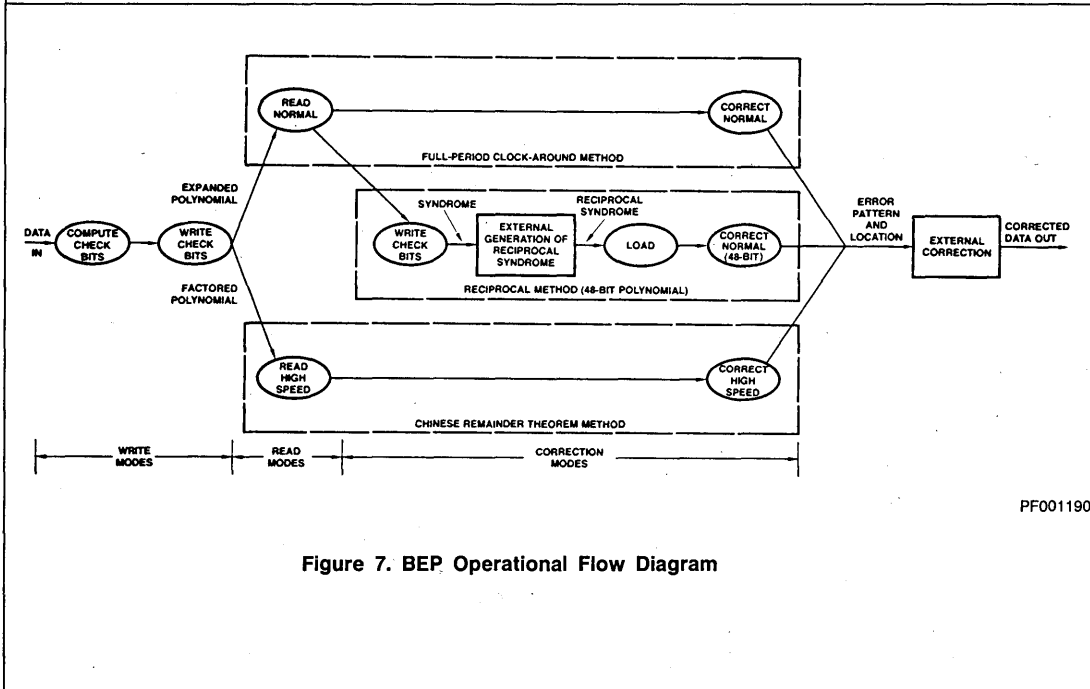 READ
NORMAL
CORRECT
NORMAL
FULL-PERIOD CLOCK-AROUND METHOD
EXPANDED
POLYNOMIAL
DATA
IN
COMPUTE
CHECK
BITS
WRITE
CHECK
BITS
FACTORED
POLYNOMIAL
SYNDROME
RECIPROCAL
SYNDROME
WRITE
CHECK
BITS
EXTERNAL
GENERATION OF
RECIPROCAL
SYNDROME
LOAD
CORRECT
NORMAL
(48-BIT)
RECIPROCAL METHOD (48-BIT POLYNOMIAL)
ERROR
PATTERN
AND
LOCATION
EXTERNAL
CORRECTION
CORRECTED
DATA OUT
READ
HIGH
SPEED
CORRECT
HIGH
SPEED
CHINESE REMAINDER THEOREM METHOD
WRITE
MODES
READ
MODES
CORRECTION
MODES
PF001190
Figure 7. BEP Operational Flow Diagram